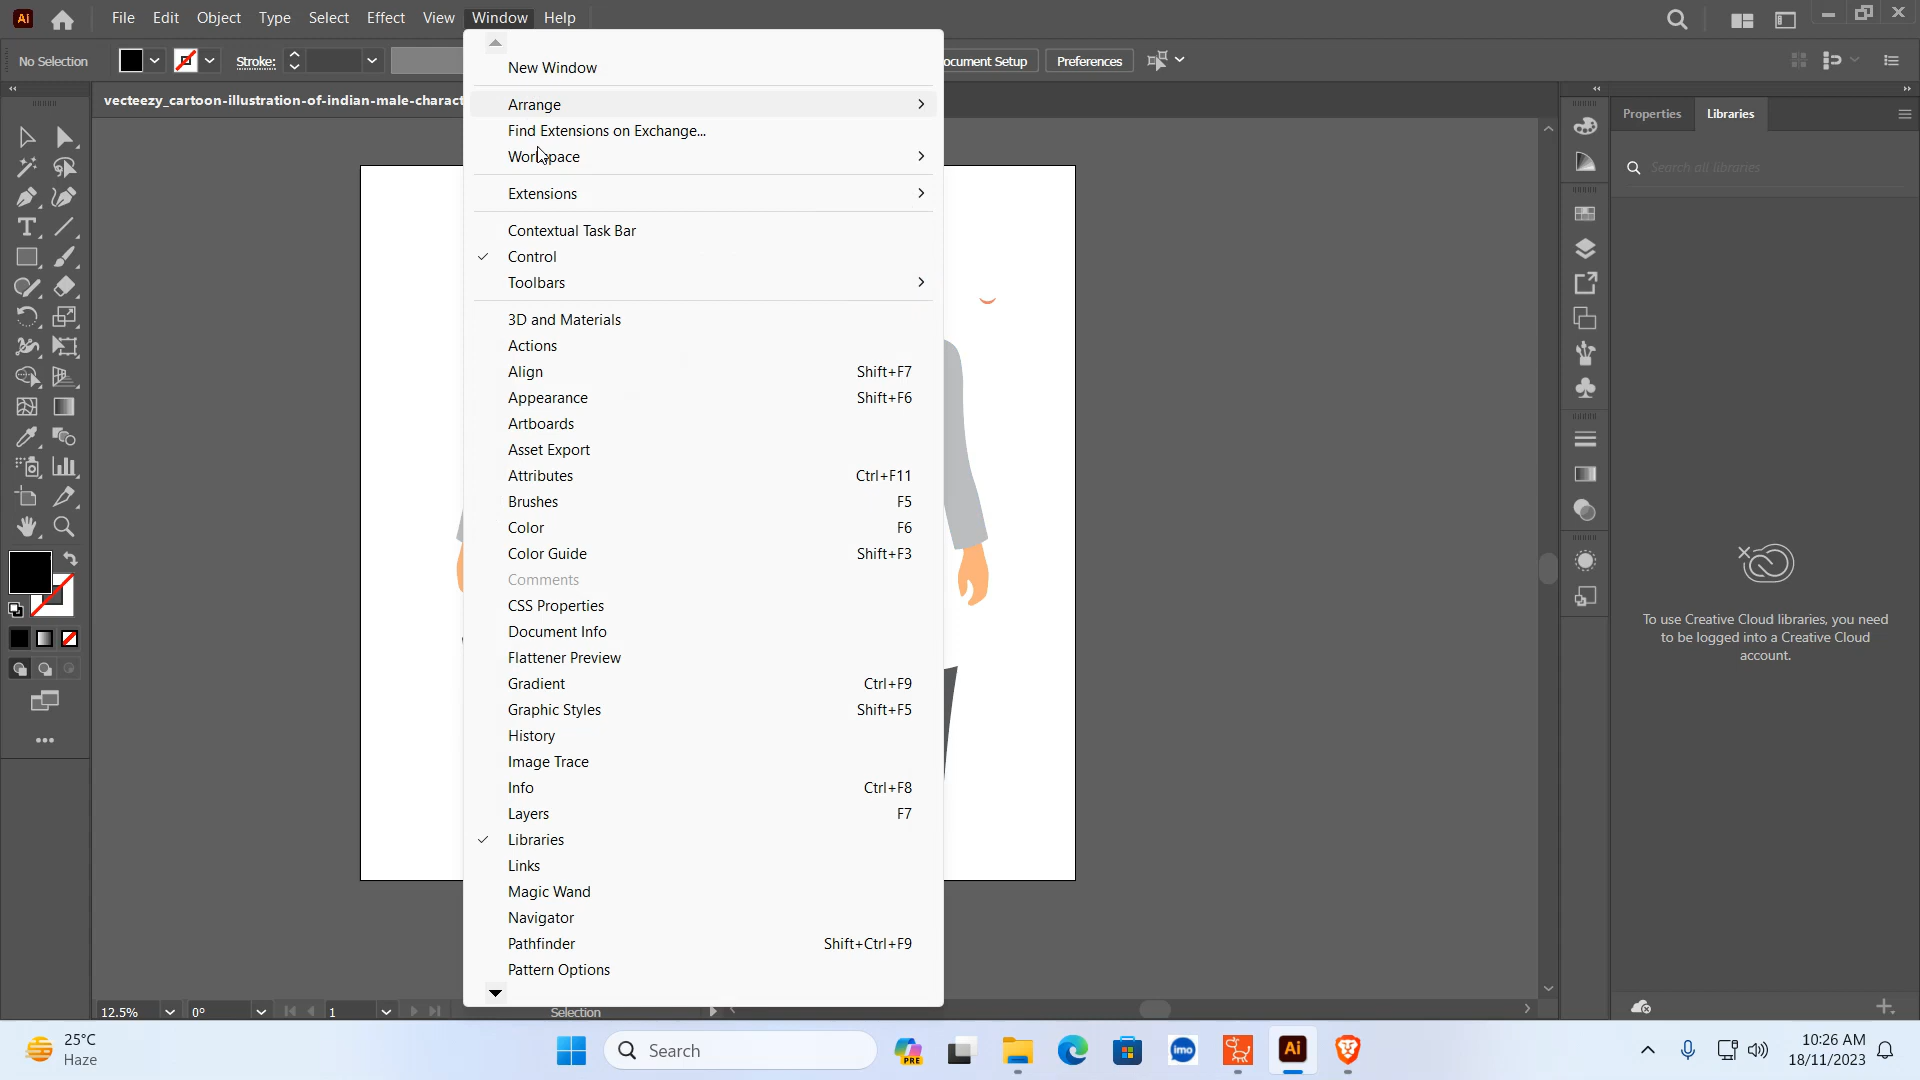 Ai File Edit Object Type Select Effect View Window Help
No Selection Stroke: ocument Setup Preferences
vecteezy_cartoon-illustration-of-indian-male-charact
New Window
Arrange
Find Extensions on Exchange...
Workspace
Extensions
Contextual Task Bar
Control
Toolbars
3D and Materials
Actions
Align Shift+F7
Appearance Shift+F6
Artboards
Asset Export
Attributes Ctrl+F11
Brushes F5
Color F6
Color Guide Shift+F3
Comments
CSS Properties
Document Info
Flattener Preview
Gradient Ctrl+F9
Graphic Styles Shift+F5
History
Image Trace
Info Ctrl+F8
Layers F7
Libraries
Links
Magic Wand
Navigator
Pathfinder Shift+Ctrl+F9
Pattern Options
Properties Libraries
Search all libraries
To use Creative Cloud libraries, you need
to be logged into a Creative Cloud
account.
12.5% 0° 1 Selection
25°C
Haze
Search
PRE
imo
Ai
10:26 AM
18/11/2023